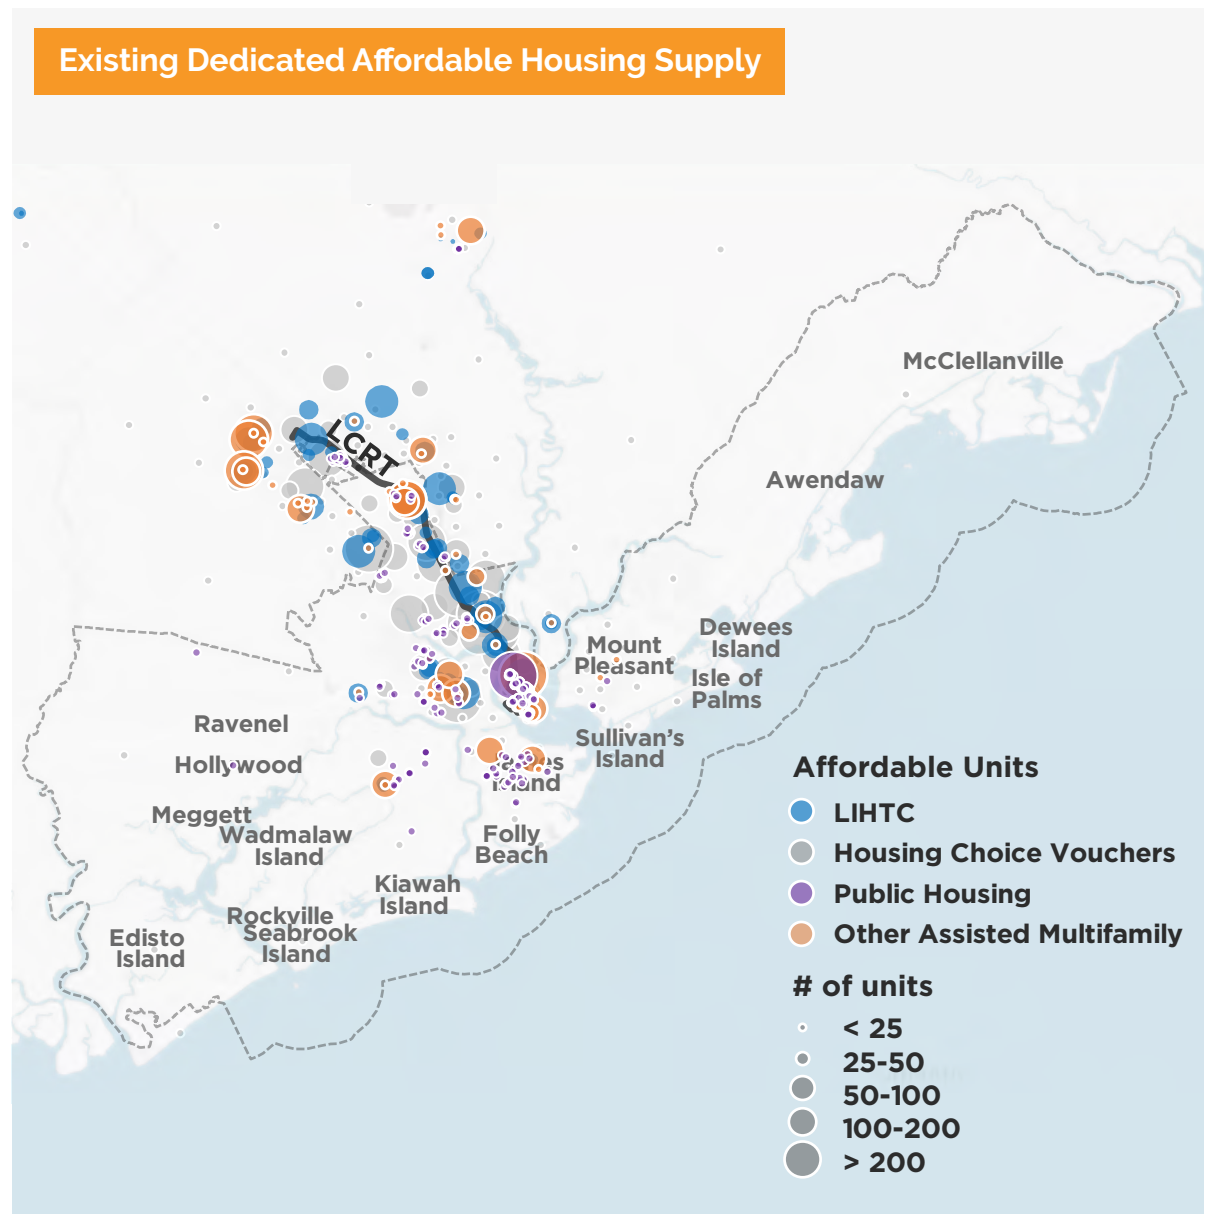 Existing Dedicated Affordable Housing Supply
McClellanville
LCRT
Awendaw
Dewees
Island
Mount
Pleasant
Isle of
Palms
Ravenel
Sullivan's
Island
Hollywood
Island
Meggett
Wadmalaw
Island
Folly
Beach
Kiawah
Island
Rockville
Seabrook
Island
Edisto
Island
Affordable Units
LIHTC
Housing Choice Vouchers
Public Housing
Other Assisted Multifamily
# of units
< 25
25-50
50-100
100-200
> 200